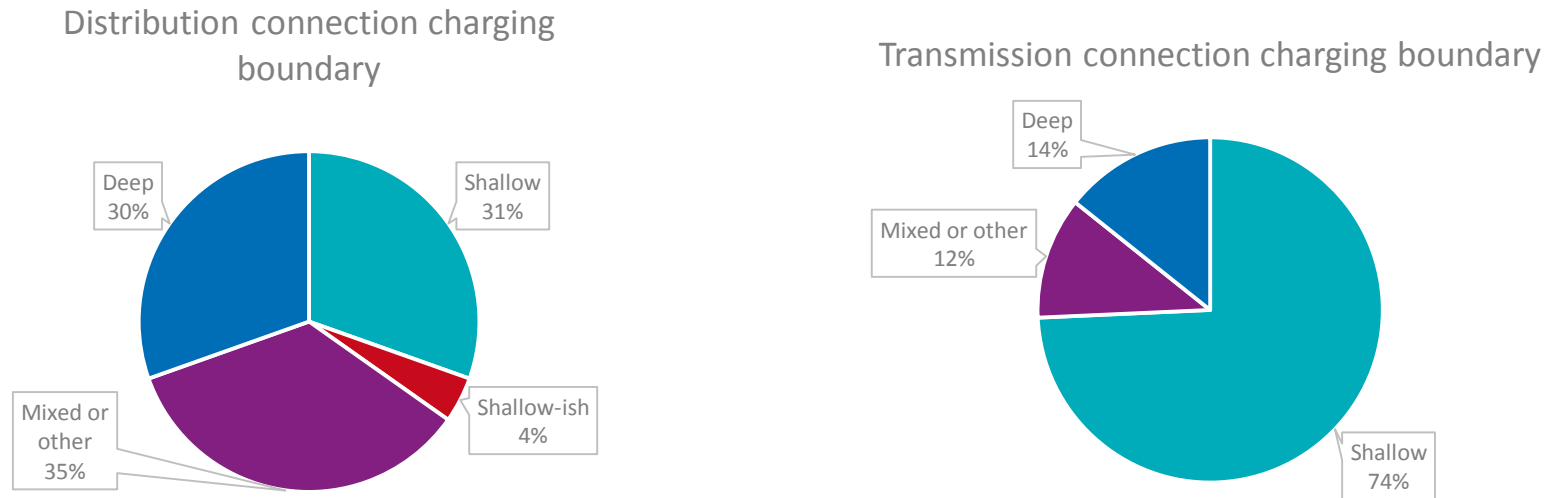 Distribution connection charging
boundary
Deep
30%
Shallow
31%
Shallow-ish
4%
Mixed or
other
35%
Transmission connection charging boundary
Deep
14%
Mixed or other
12%
Shallow
74%